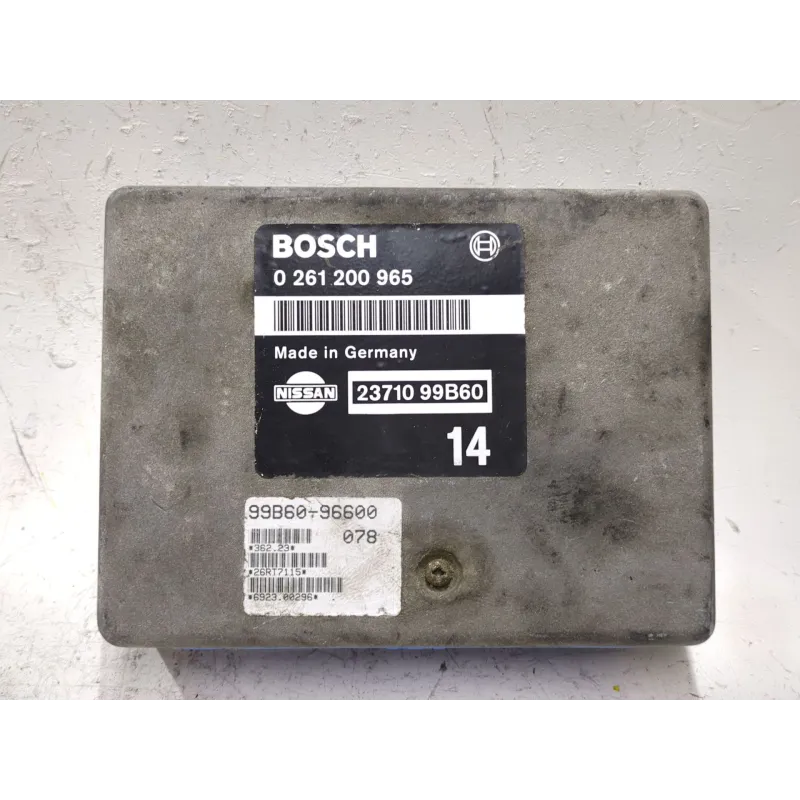 BOSCH
0 261 200 965
Made in Germany
NISSAN
23710 99B60
14
99B60-96600
078
*362.23*
*26RT7115*
*6923.00296*